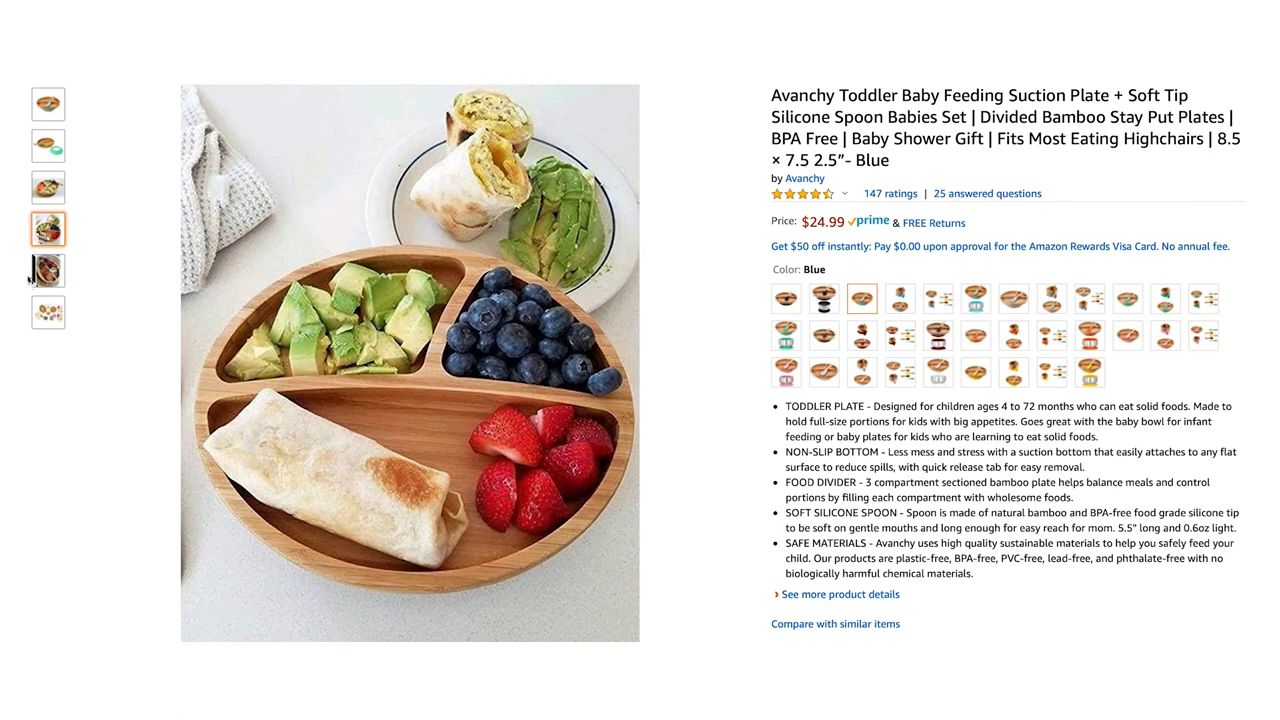 Avanchy Toddler Baby Feeding Suction Plate + Soft Tip
Silicone Spoon Babies Set | Divided Bamboo Stay Put Plates |
BPA Free | Baby Shower Gift | Fits Most Eating Highchairs | 8.5
× 7.5 2.5”- Blue
by Avanchy
147 ratings | 25 answered questions
Price: $24.99 prime & FREE Returns
Get $50 off instantly: Pay $0.00 upon approval for the Amazon Rewards Visa Card. No annual fee.
Color: Blue
• TODDLER PLATE - Designed for children ages 4 to 72 months who can eat solid foods. Made to
hold full-size portions for kids with big appetites. Goes great with the baby bowl for infant
feeding or baby plates for kids who are learning to eat solid foods.
• NON-SLIP BOTTOM - Less mess and stress with a suction bottom that easily attaches to any flat
surface to reduce spills, with quick release tab for easy removal.
• FOOD DIVIDER - 3 compartment sectioned bamboo plate helps balance meals and control
portions by filling each compartment with wholesome foods.
• SOFT SILICONE SPOON - Spoon is made of natural bamboo and BPA-free food grade silicone tip
to be soft on gentle mouths and long enough for easy reach for mom. 5.5” long and 0.6oz light.
• SAFE MATERIALS - Avanchy uses high quality sustainable materials to help you safely feed your
child. Our products are plastic-free, BPA-free, PVC-free, lead-free, and phthalate-free with no
biologically harmful chemical materials.
› See more product details
Compare with similar items